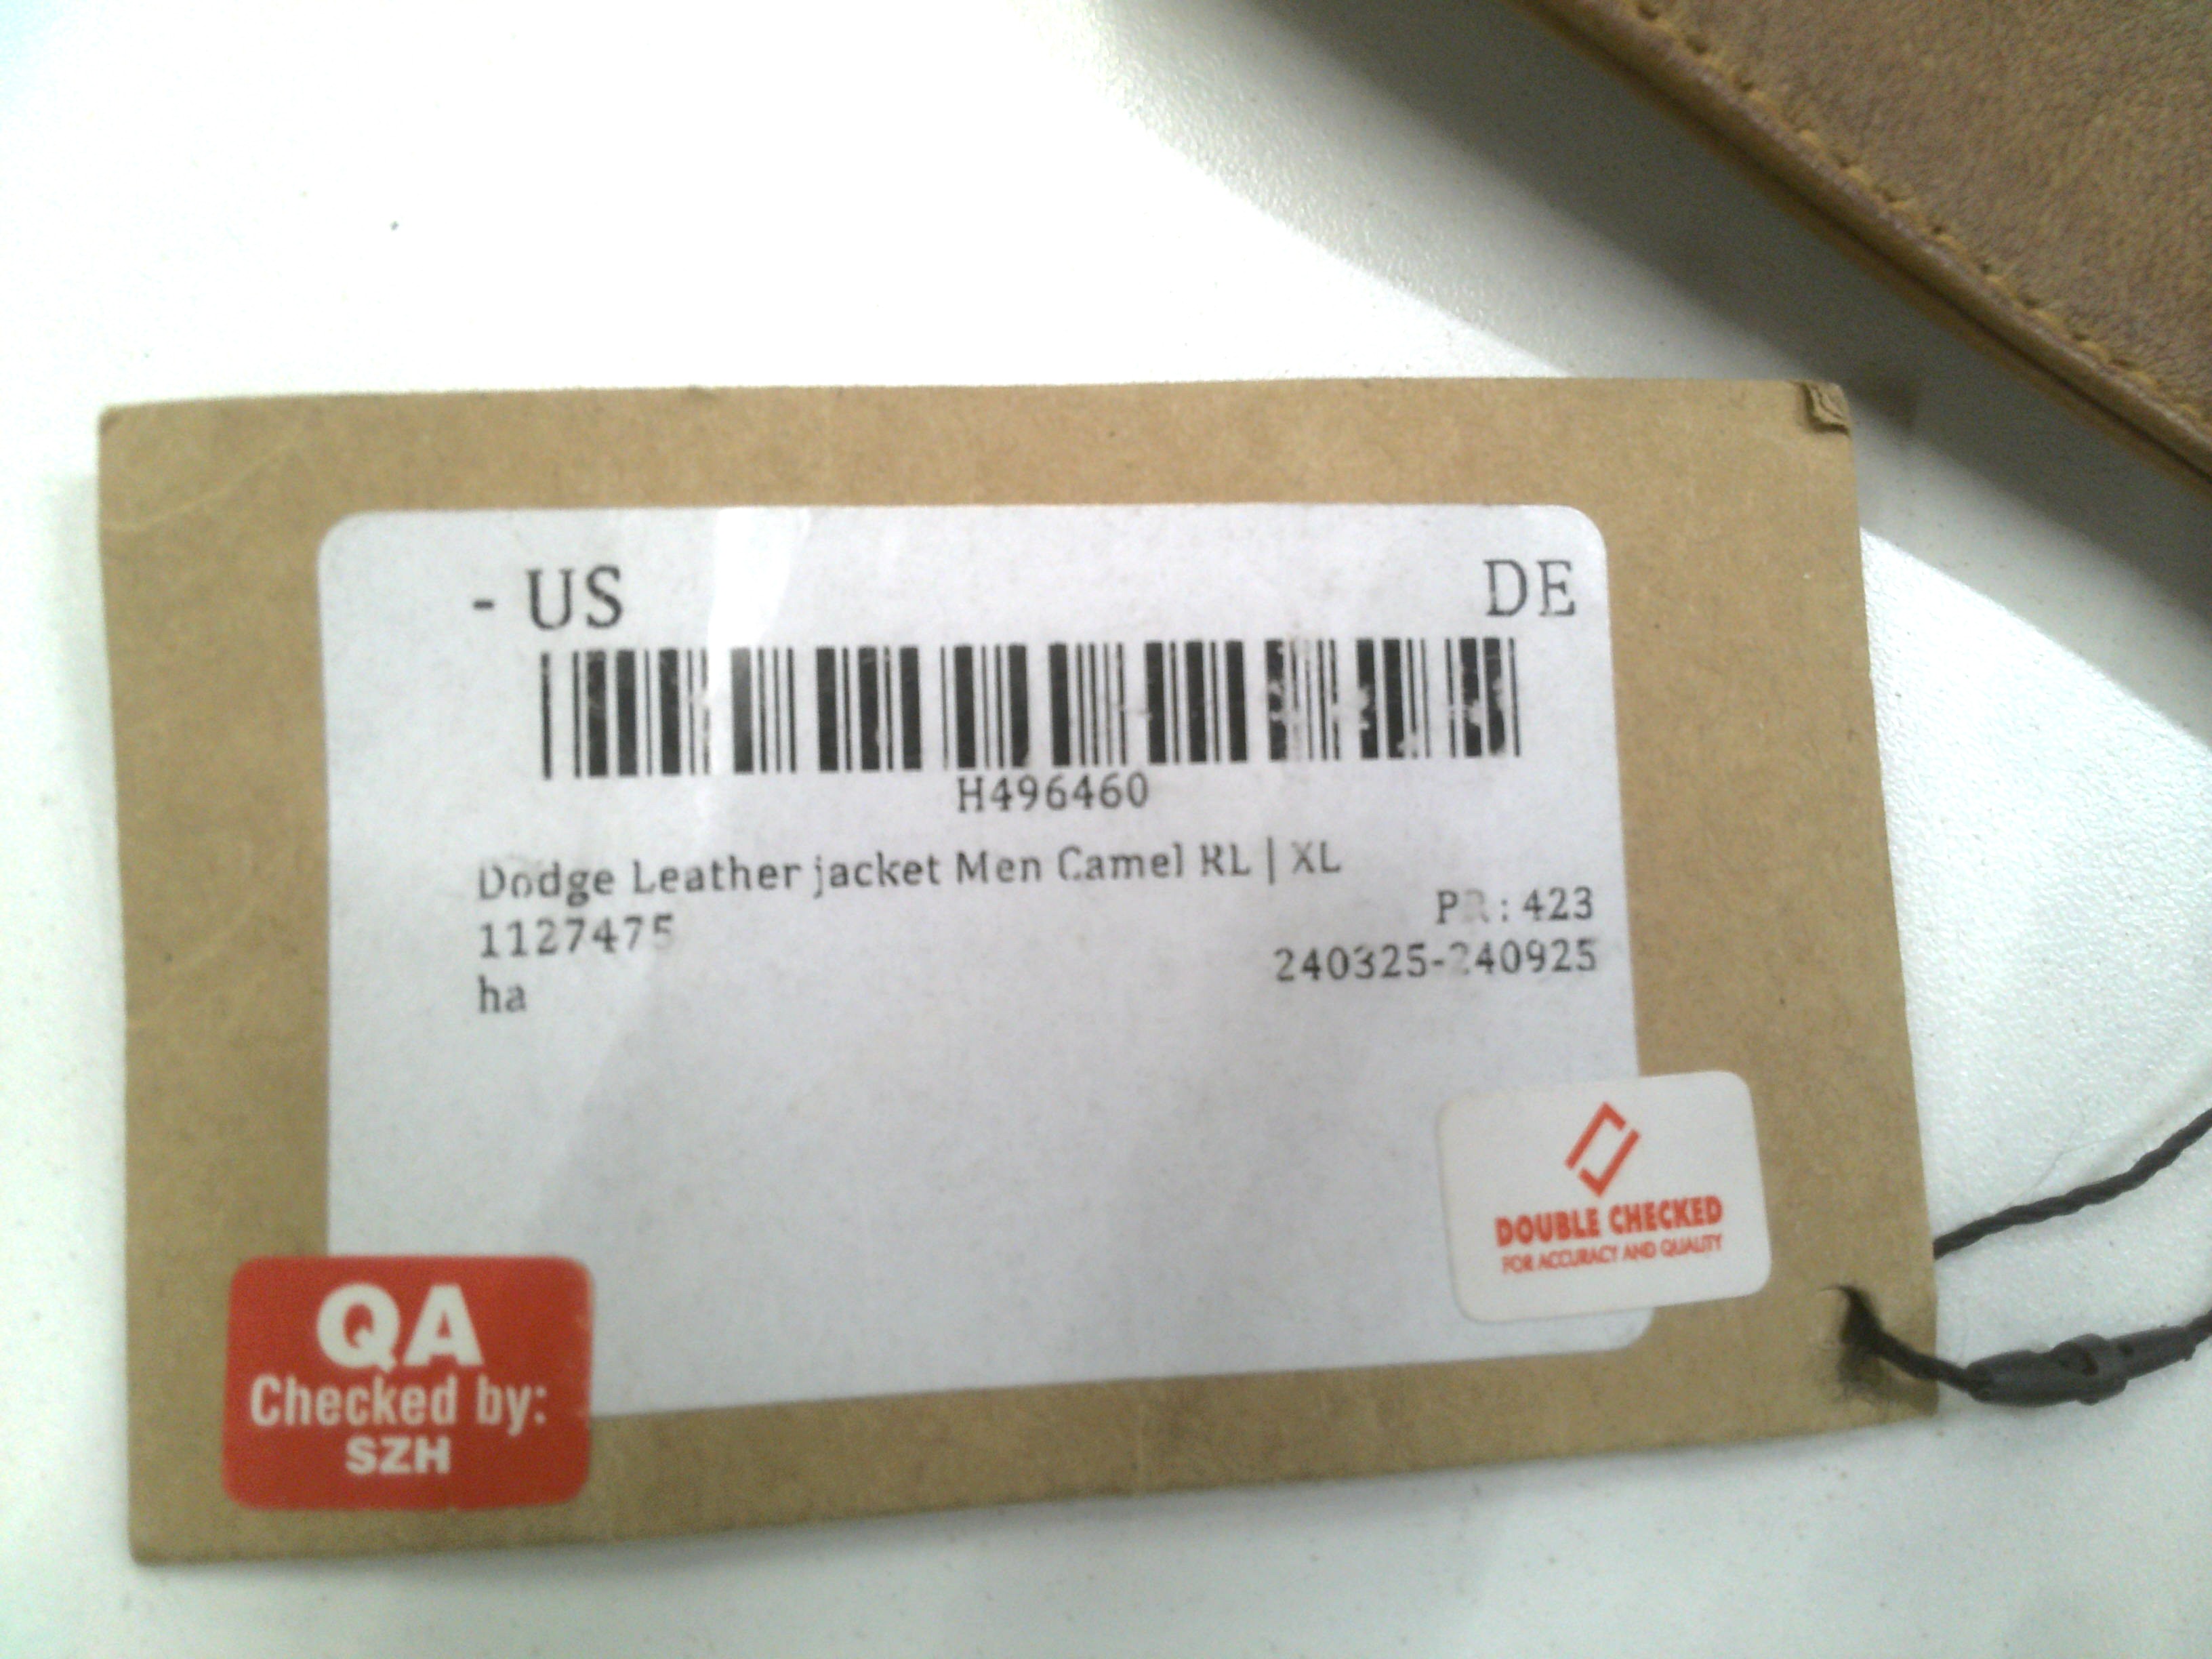 - US DE
H496460
Dodge Leather jacket Men Camel RL | XL
PR: 423
1127475
240325-240925
ha
DOUBLE CHECKED
FOR ACCURACY AND QUALITY
QA
Checked by:
SZH